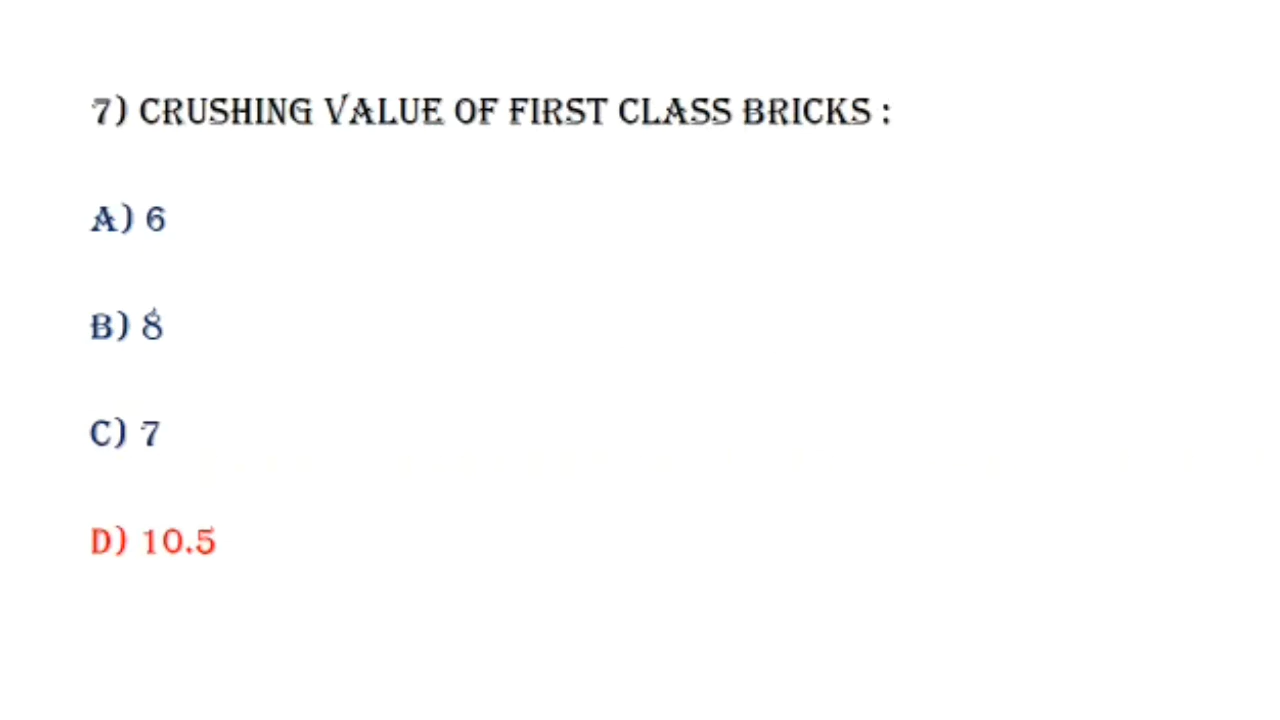 7) CRUSHING VALUE OF FIRST CLASS BRICKS :
A) 6
B) 8
C) 7
D) 10.5